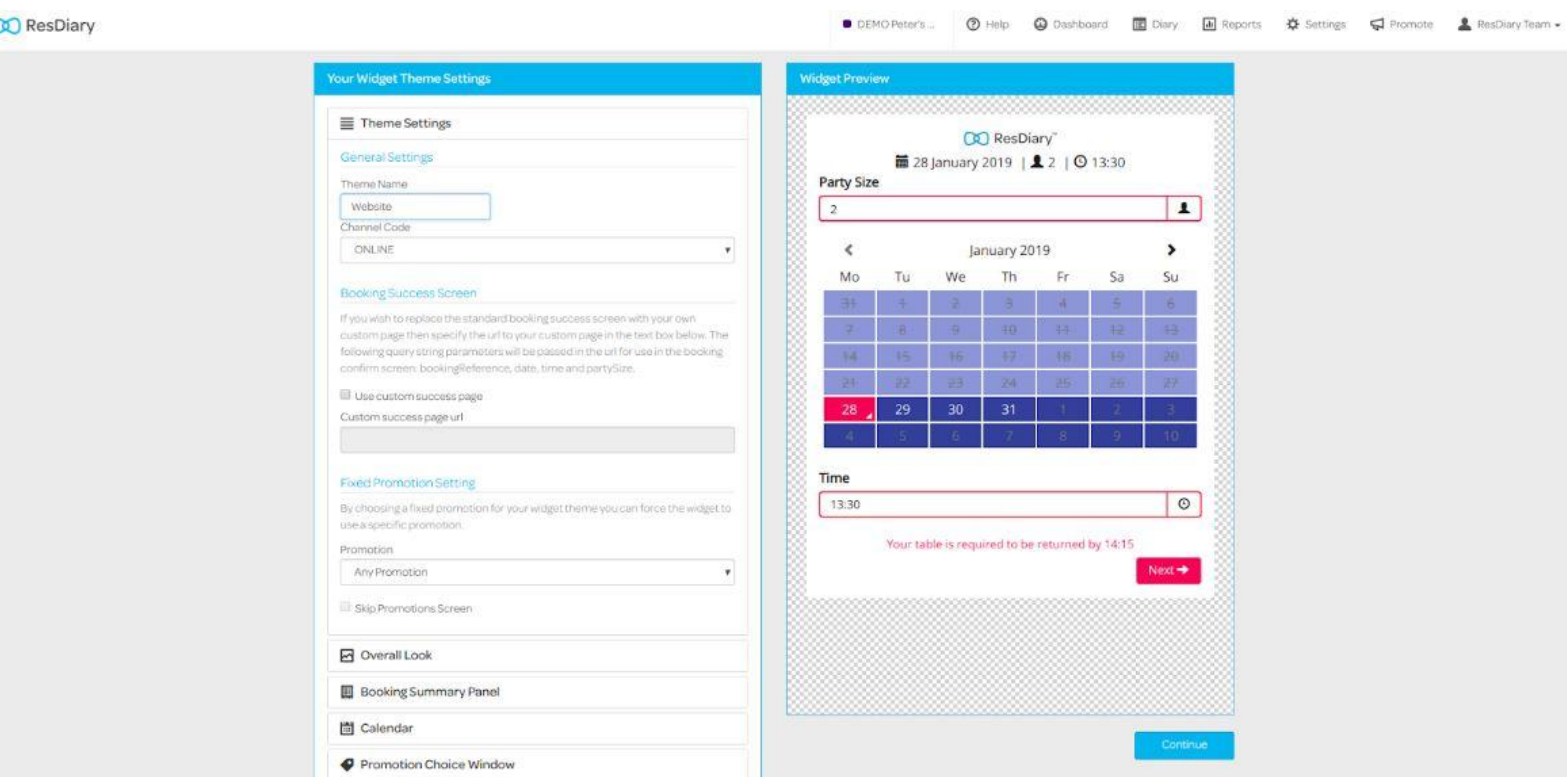 ResDiary
DEMO Peter's ...
Help
Dashboard
Diary
Reports
Settings
Promote
ResDiary Team
Your Widget Theme Settings
Theme Settings
General Settings
Theme Name
Website
Channel Code
ONLINE
Booking Success Screen
If you wish to replace the standard booking success screen with your own
custom page then specify the url to your custom page in the text box below. The
following query string parameters will be passed in the url for use in the booking
confirm screen: bookingReference, date, time and partySize.
Use custom success page
Custom success page url
Fixed Promotion Setting
By choosing a fixed promotion for your widget theme you can force the widget to
use a specific promotion.
Promotion
Any Promotion
Skip Promotions Screen
Overall Look
Booking Summary Panel
Calendar
Promotion Choice Window
Widget Preview
ResDiary™
28 January 2019 | 2 | 13:30
Party Size
2
January 2019
Mo Tu We Th Fr Sa Su
31 1 2 3 4 5 6
7 8 9 10 11 12 13
14 15 16 17 18 19 20
21 22 23 24 25 26 27
28 29 30 31 1 2 3
4 5 6 7 8 9 10
Time
13:30
Your table is required to be returned by 14:15
Next
Continue